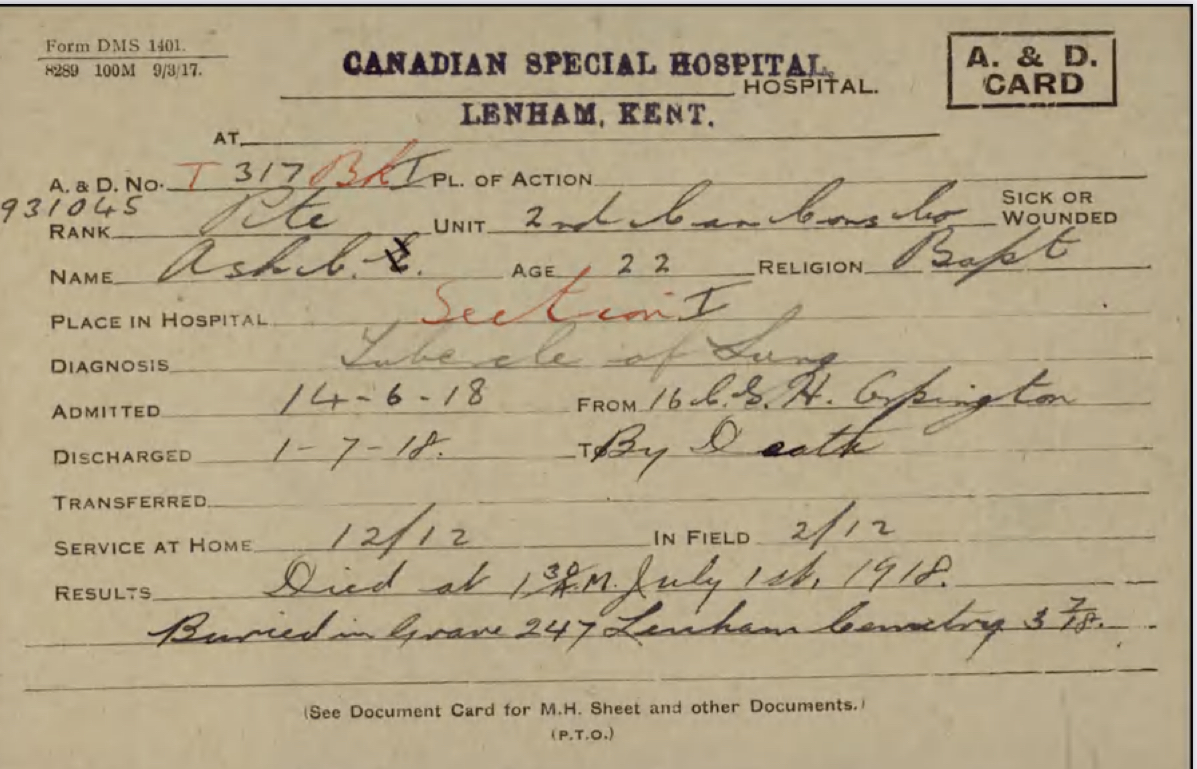 Form DMS 1401.
8289 100M 9/3/17.
CANADIAN SPECIAL HOSPITAL,
HOSPITAL.
A. & D.
CARD
LENHAM, KENT.
AT
A. & D. No. T 317 Bk I PL. OF ACTION
931045
RANK Pte UNIT 2nd Can Cons Co SICK OR WOUNDED
NAME Ash C. AGE 22 RELIGION Bapt
PLACE IN HOSPITAL Section I
DIAGNOSIS Tubercle of Lung
ADMITTED 14-6-18 FROM 16 C.G.H. Orpington
DISCHARGED 1-7-18. TO By Death
TRANSFERRED
SERVICE AT HOME 12/12 IN FIELD 2/12
RESULTS Died at 1 30 A.M. July 1st, 1918.
Buried in Grave 247 Lenham Cemetry 3 7/18.
(See Document Card for M.H. Sheet and other Documents.)
(P.T.O.)